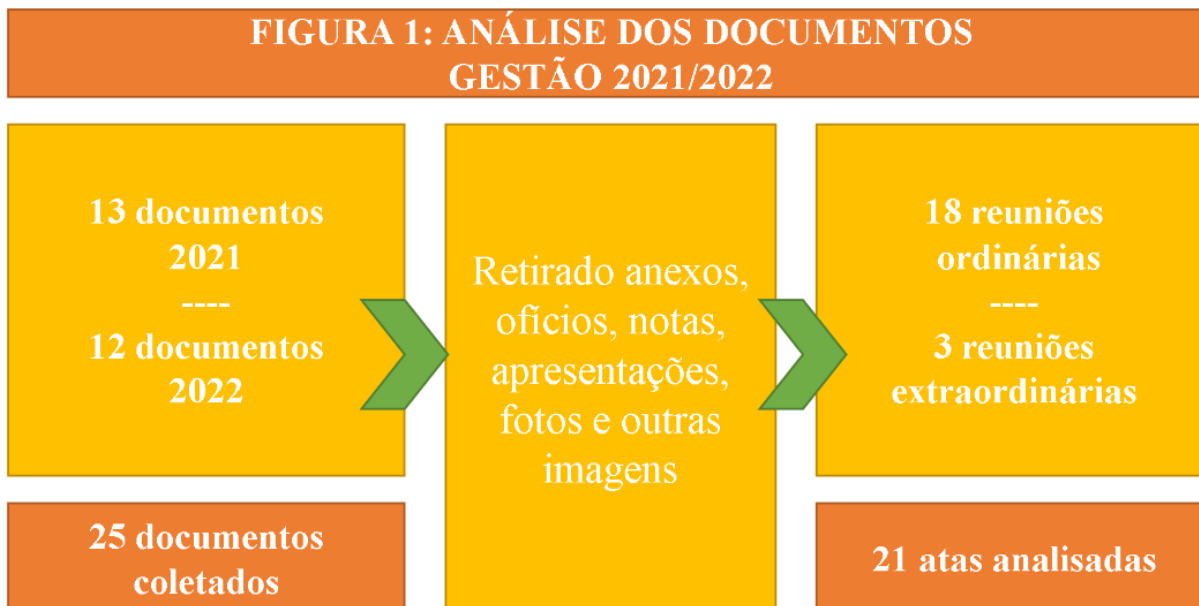 FIGURA 1: ANÁLISE DOS DOCUMENTOS
GESTÃO 2021/2022
13 documentos
2021
----
12 documentos
2022
25 documentos
coletados
Retirado anexos,
ofícios, notas,
apresentações,
fotos e outras
imagens
18 reuniões
ordinárias
----
3 reuniões
extraordinárias
21 atas analisadas